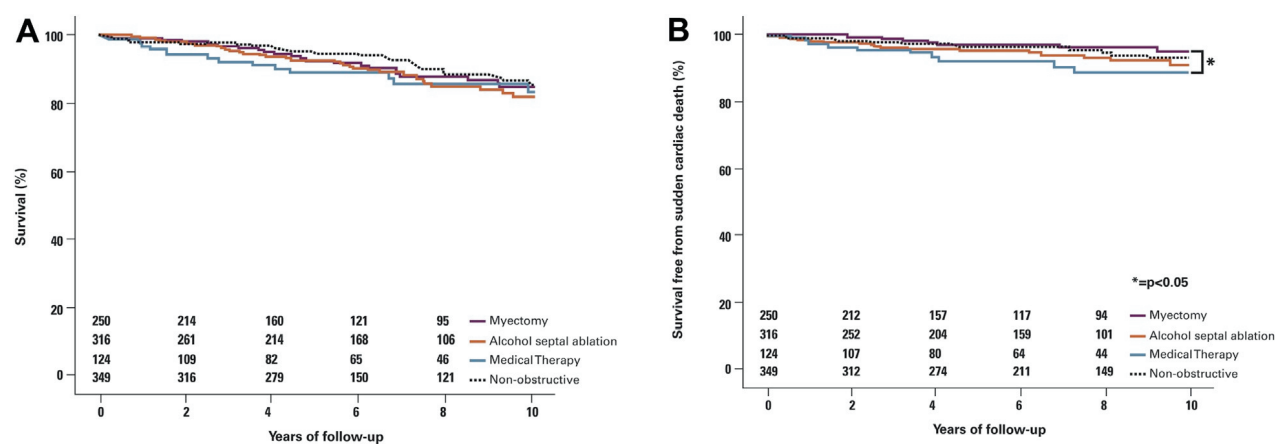 A
Survival (%)
100
80
60
40
20
0
250 214 160 121 95 Myectomy
316 261 214 168 106 Alcohol septal ablation
124 109 82 65 46 Medical Therapy
349 316 279 150 121 Non-obstructive
0 2 4 6 8 10
Years of follow-up
B
Survival free from sudden cardiac death (%)
100
80
60
40
20
0
*
*=p<0.05
250 212 157 117 94 Myectomy
316 252 204 159 101 Alcohol septal ablation
124 107 80 64 44 Medical Therapy
349 312 274 211 149 Non-obstructive
0 2 4 6 8 10
Years of follow-up